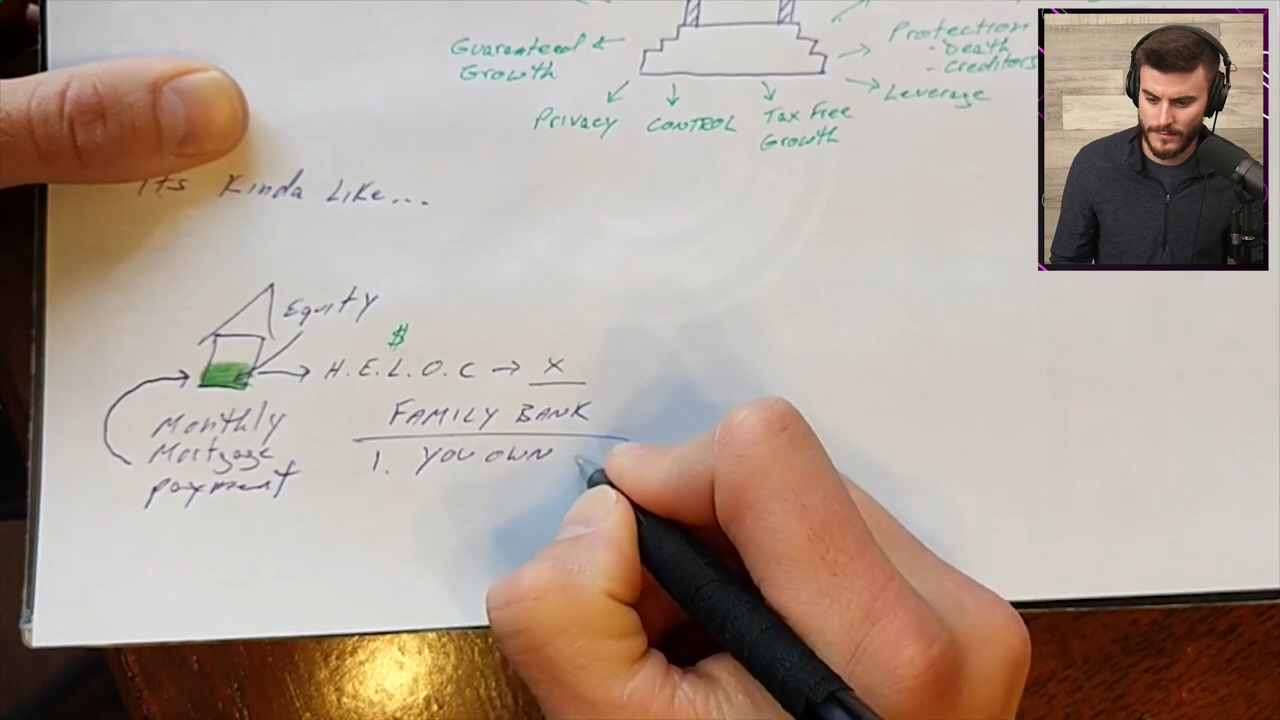 Guaranteed
Growth
Privacy
CONTROL
Tax Free
Growth
Protection
- Death
- Creditors
Leverage
It's Kinda Like...
Equity
$
H.E.L.O.C → X
Monthly
Mortgage
payment
FAMILY BANK
1. YOU OWN